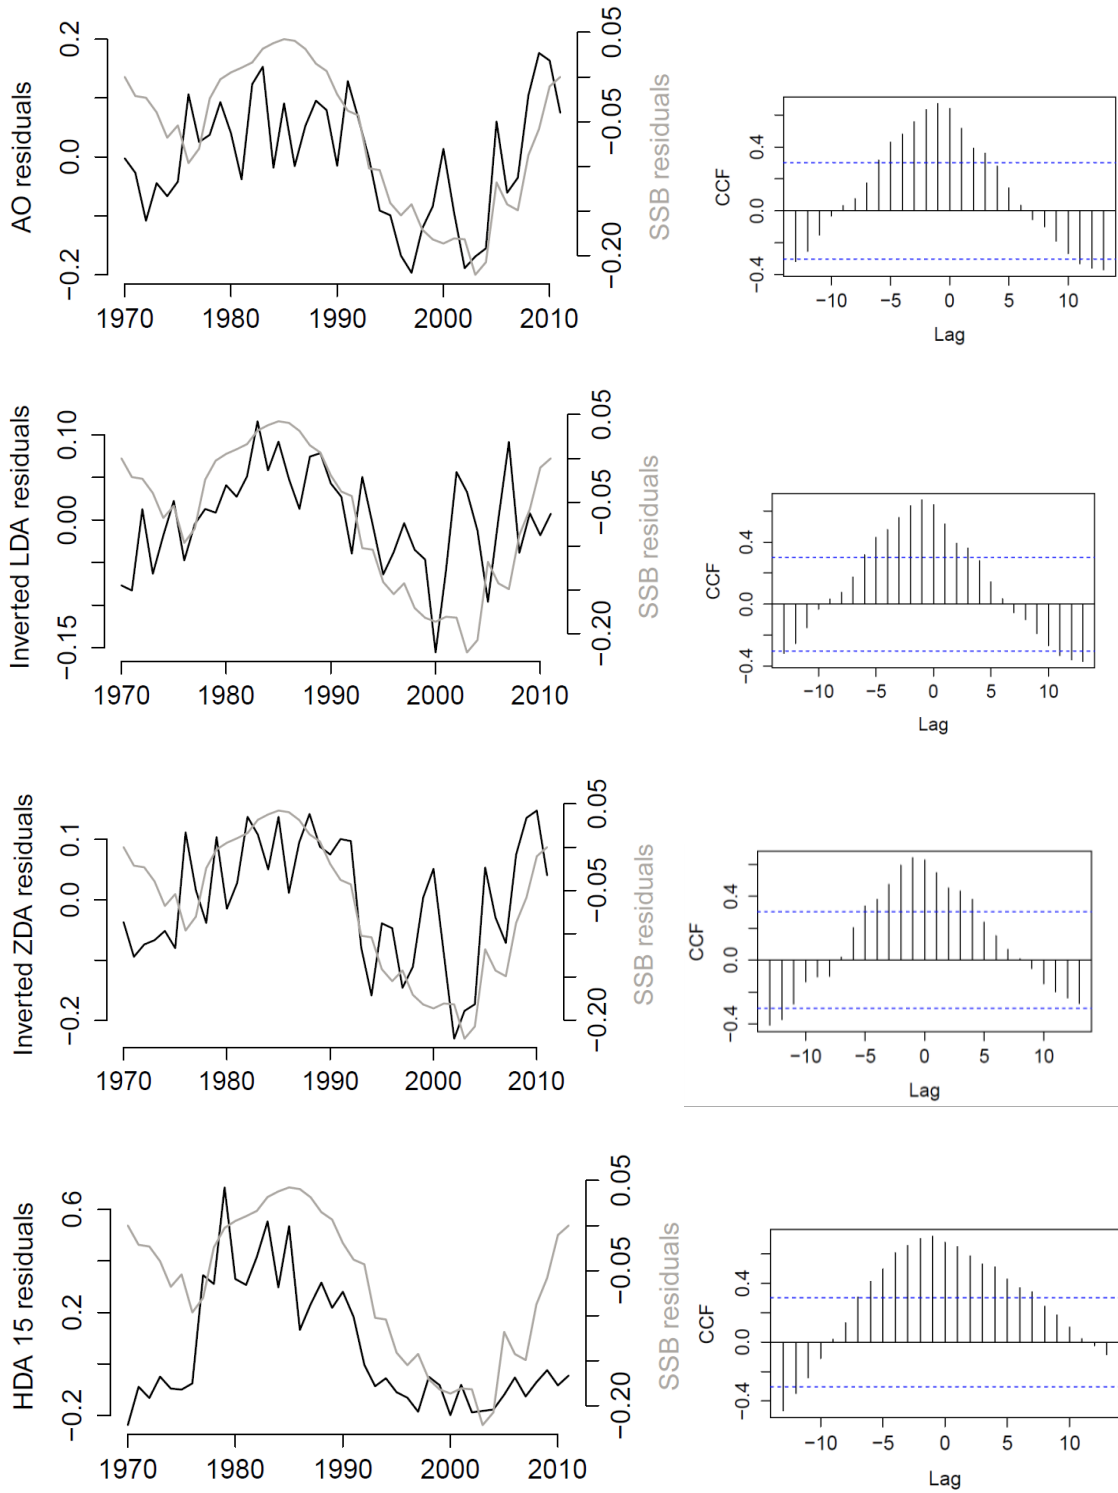 AO residuals
0.2
0.0
−0.2
1970 1980 1990 2000 2010
0.05
−0.05
−0.20
SSB residuals
CCF
0.4
0.0
−0.4
−10 −5 0 5 10
Lag
Inverted LDA residuals
0.10
0.00
−0.15
1970 1980 1990 2000 2010
0.05
−0.05
−0.20
SSB residuals
CCF
0.4
0.0
−0.4
−10 −5 0 5 10
Lag
Inverted ZDA residuals
0.1
0.0
−0.2
1970 1980 1990 2000 2010
0.05
−0.05
−0.20
SSB residuals
CCF
0.4
0.0
−0.4
−10 −5 0 5 10
Lag
HDA 15 residuals
0.6
0.2
−0.2
1970 1980 1990 2000 2010
0.05
−0.05
−0.20
SSB residuals
CCF
0.4
0.0
−0.4
−10 −5 0 5 10
Lag